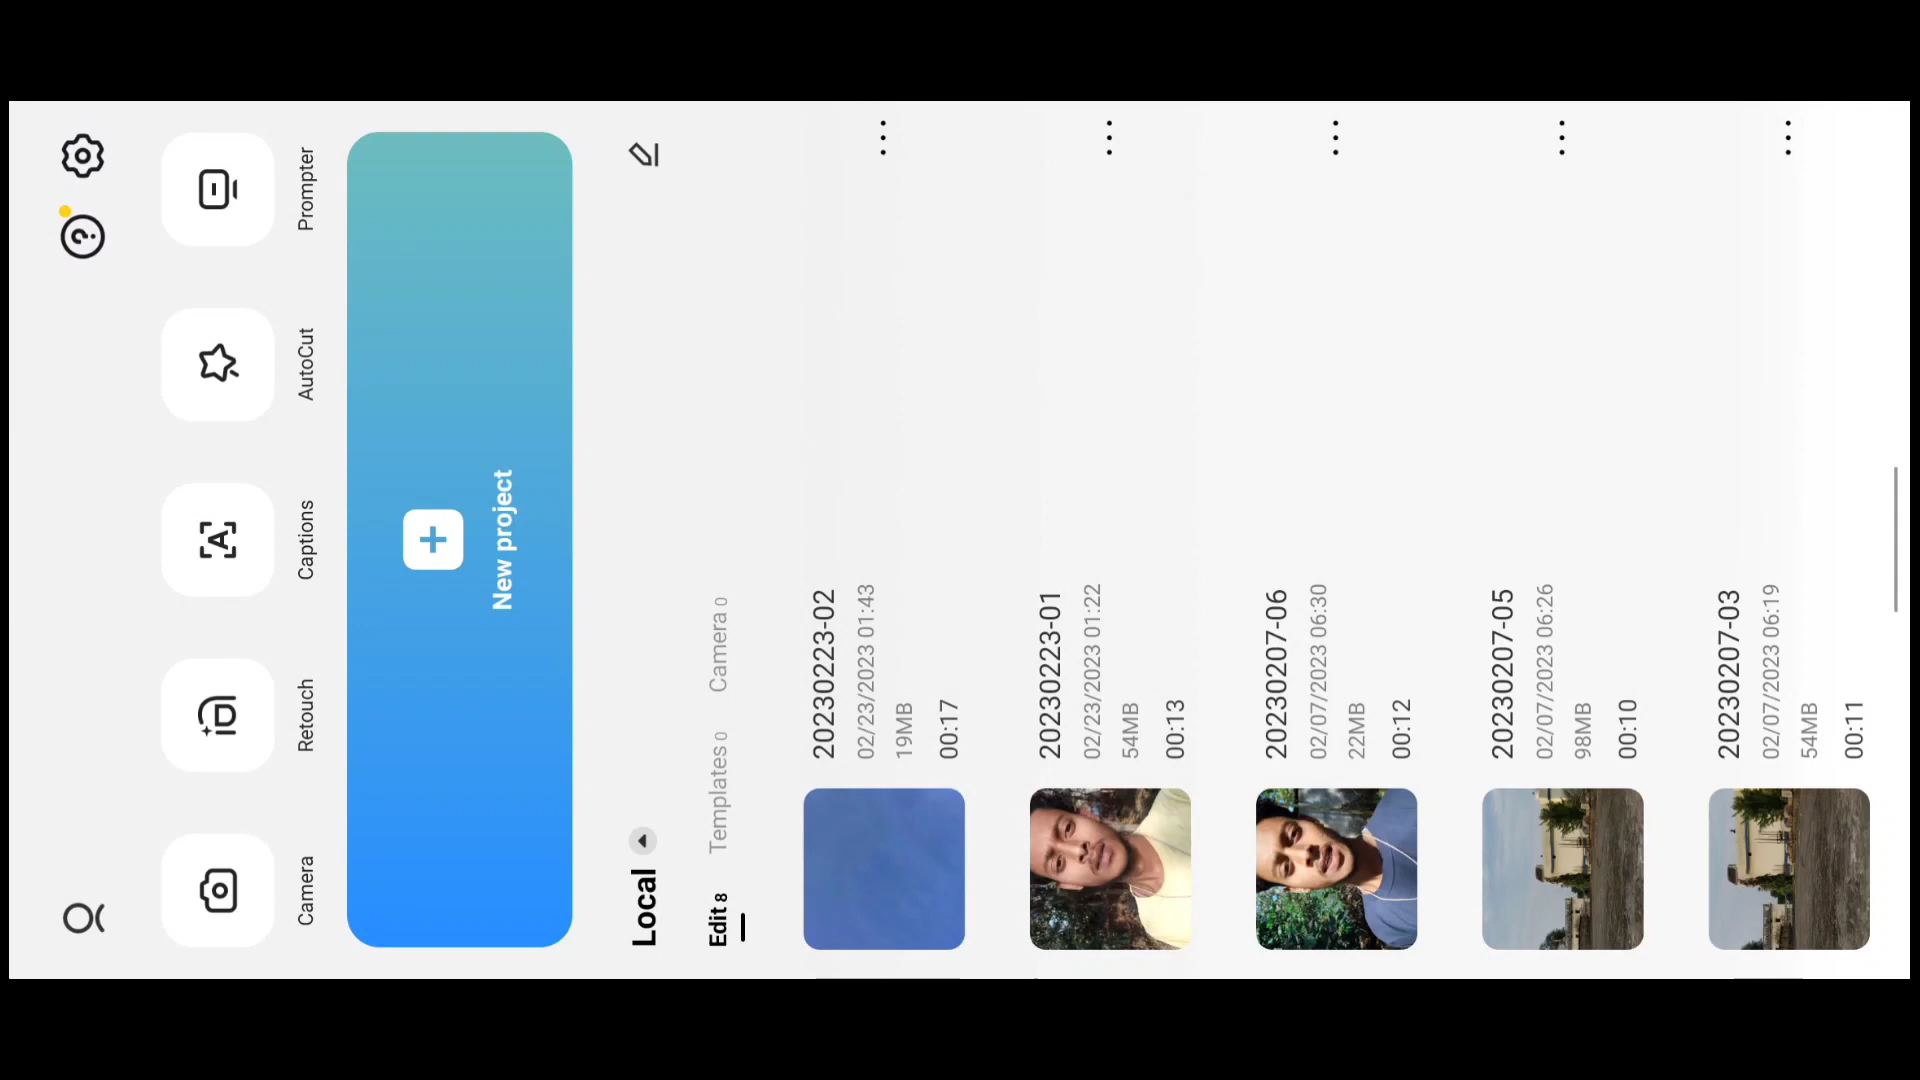 Camera
Retouch
Captions
AutoCut
Prompter
New project
Local
Edit 8 Templates 0 Camera 0
20230223-02
02/23/2023 01:43
19MB
00:17
20230223-01
02/23/2023 01:22
54MB
00:13
20230207-06
02/07/2023 06:30
22MB
00:12
20230207-05
02/07/2023 06:26
98MB
00:10
20230207-03
02/07/2023 06:19
54MB
00:11